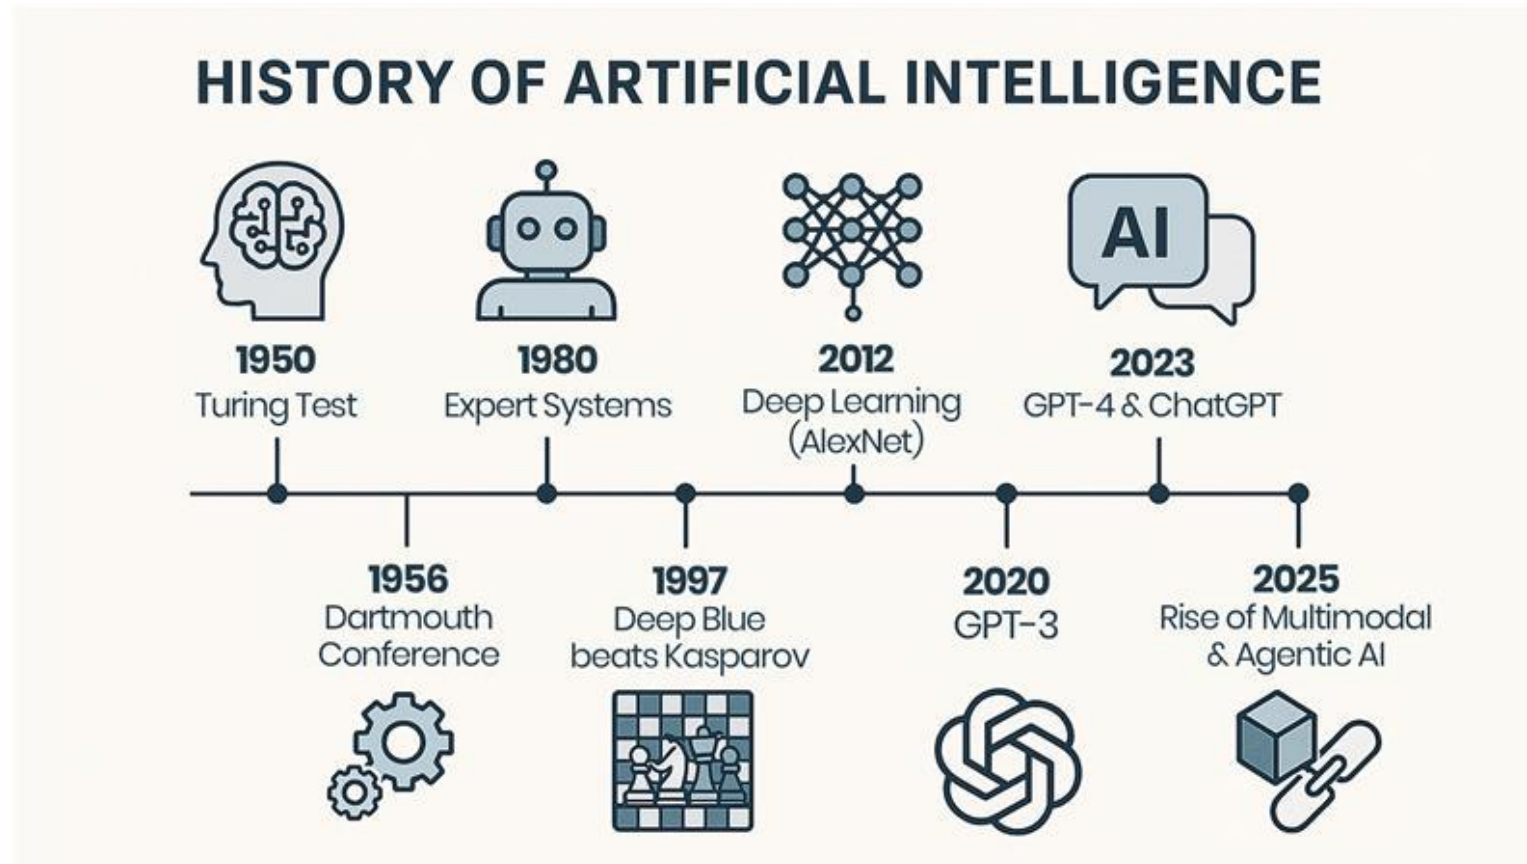 HISTORY OF ARTIFICIAL INTELLIGENCE
AI
1950
Turing Test
1980
Expert Systems
2012
Deep Learning
(AlexNet)
2023
GPT-4 & ChatGPT
1956
Dartmouth
Conference
1997
Deep Blue
beats Kasparov
2020
GPT-3
2025
Rise of Multimodal
& Agentic AI